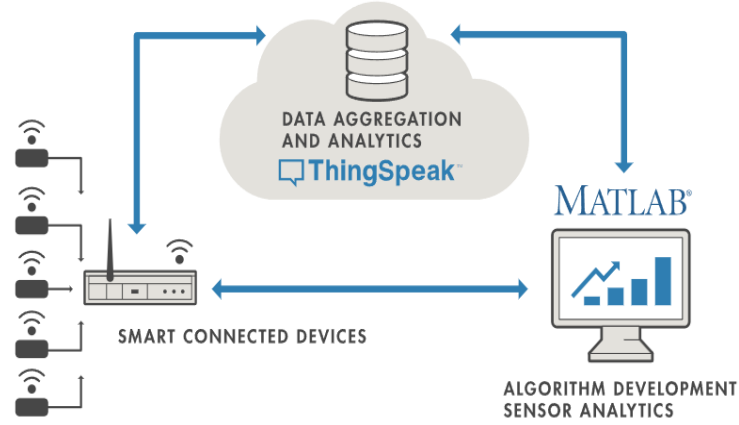 DATA AGGREGATION
AND ANALYTICS
ThingSpeak™
MATLAB®
SMART CONNECTED DEVICES
ALGORITHM DEVELOPMENT
SENSOR ANALYTICS